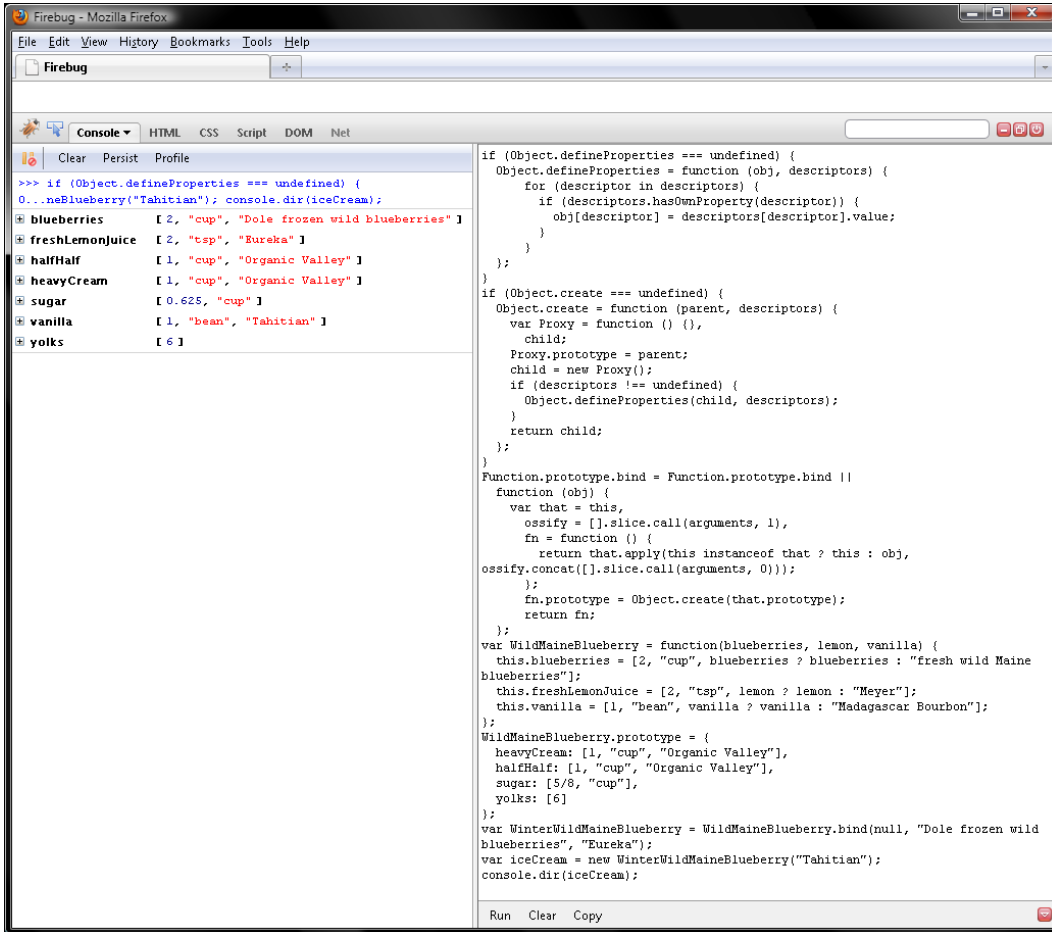 Firebug - Mozilla Firefox
File Edit View History Bookmarks Tools Help
Firebug
Console HTML CSS Script DOM Net
Clear Persist Profile
>>> if (Object.defineProperties === undefined) {
O...neBlueberry("Tahitian"); console.dir(iceCream);
blueberries [ 2, "cup", "Dole frozen wild blueberries" ]
freshLemonJuice [ 2, "tsp", "Eureka" ]
halfHalf [ 1, "cup", "Organic Valley" ]
heavyCream [ 1, "cup", "Organic Valley" ]
sugar [ 0.625, "cup" ]
vanilla [ 1, "bean", "Tahitian" ]
yolks [ 6 ]
if (Object.defineProperties === undefined) {
  Object.defineProperties = function (obj, descriptors) {
      for (descriptor in descriptors) {
        if (descriptors.hasOwnProperty(descriptor)) {
          obj[descriptor] = descriptors[descriptor].value;
        }
      }
  };
}
if (Object.create === undefined) {
  Object.create = function (parent, descriptors) {
    var Proxy = function () {},
      child;
    Proxy.prototype = parent;
    child = new Proxy();
    if (descriptors !== undefined) {
      Object.defineProperties(child, descriptors);
    }
    return child;
  };
}
Function.prototype.bind = Function.prototype.bind ||
  function (obj) {
    var that = this,
      ossify = [].slice.call(arguments, 1),
      fn = function () {
        return that.apply(this instanceof that ? this : obj,
ossify.concat([].slice.call(arguments, 0)));
      };
      fn.prototype = Object.create(that.prototype);
      return fn;
  };
var WildMaineBlueberry = function(blueberries, lemon, vanilla) {
  this.blueberries = [2, "cup", blueberries ? blueberries : "fresh wild Maine
blueberries"];
  this.freshLemonJuice = [2, "tsp", lemon ? lemon : "Meyer"];
  this.vanilla = [1, "bean", vanilla ? vanilla : "Madagascar Bourbon"];
};
WildMaineBlueberry.prototype = {
  heavyCream: [1, "cup", "Organic Valley"],
  halfHalf: [1, "cup", "Organic Valley"],
  sugar: [5/8, "cup"],
  yolks: [6]
};
var WinterWildMaineBlueberry = WildMaineBlueberry.bind(null, "Dole frozen wild
blueberries", "Eureka");
var iceCream = new WinterWildMaineBlueberry("Tahitian");
console.dir(iceCream);
Run Clear Copy